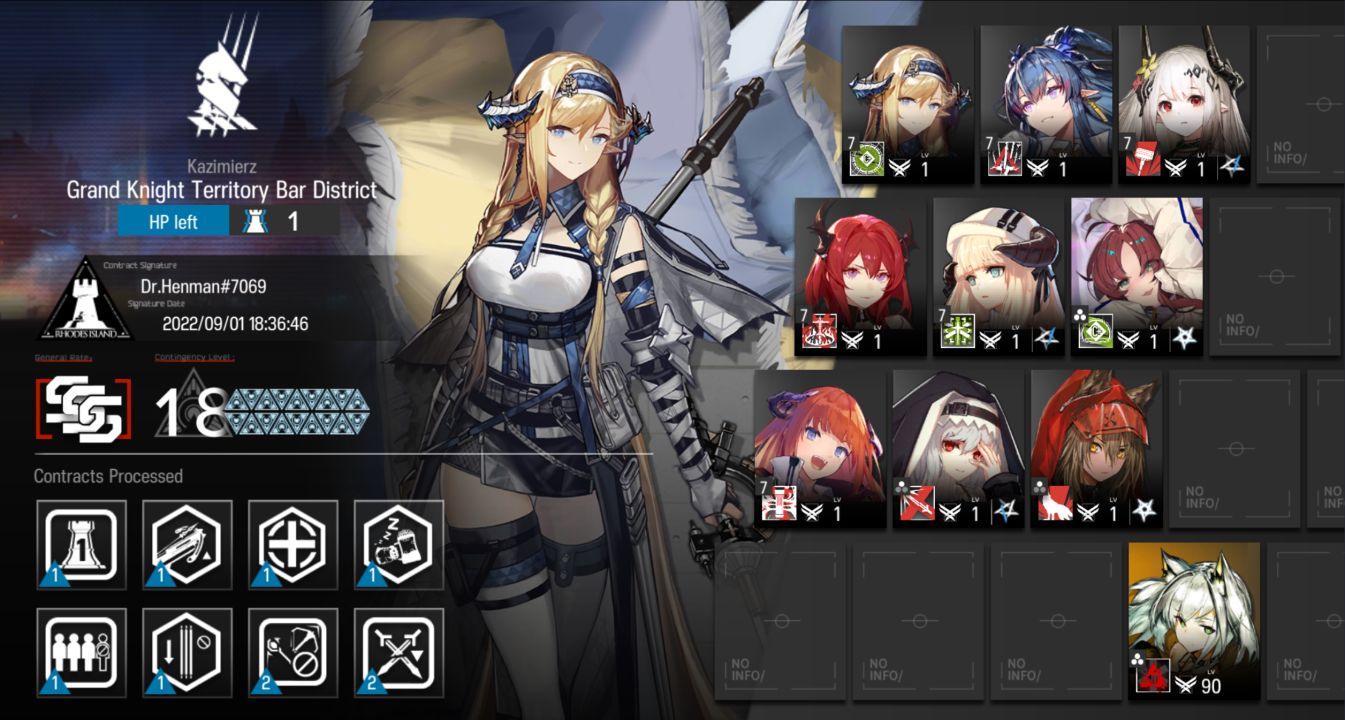 Kazimierz
Grand Knight Territory Bar District
HP left 1
Contract Signature
Dr.Henman#7069
Signature Date
2022/09/01 18:36:46
RHODES ISLAND
General Rate:
Contingency Level :
SSS
18
Contracts Processed
1
1
1
Z
Z
Z
1
1
1
1
2
2
7
LV
1
7
LV
1
7
LV
1
NO
INFO/
7
LV
1
7
LV
1
LV
1
NO
INFO/
7
LV
1
LV
1
LV
1
NO
INFO/
NO
INFO/
NO
INFO/
NO
INFO/
LV
90
NO
INFO/